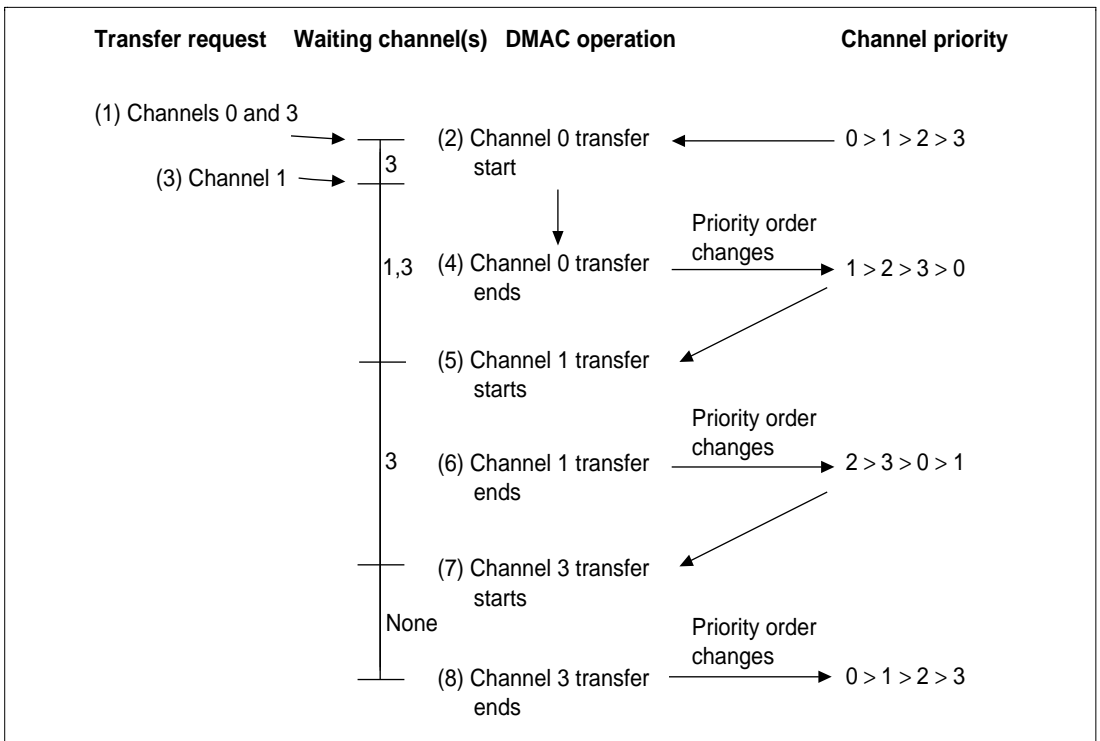 Transfer request Waiting channel(s) DMAC operation Channel priority
(1) Channels 0 and 3
(2) Channel 0 transfer start
0 > 1 > 2 > 3
3
(3) Channel 1
Priority order
changes
1,3
(4) Channel 0 transfer
ends
1 > 2 > 3 > 0
(5) Channel 1 transfer
starts
Priority order
changes
3
(6) Channel 1 transfer
ends
2 > 3 > 0 > 1
(7) Channel 3 transfer
starts
None
Priority order
changes
(8) Channel 3 transfer
ends
0 > 1 > 2 > 3